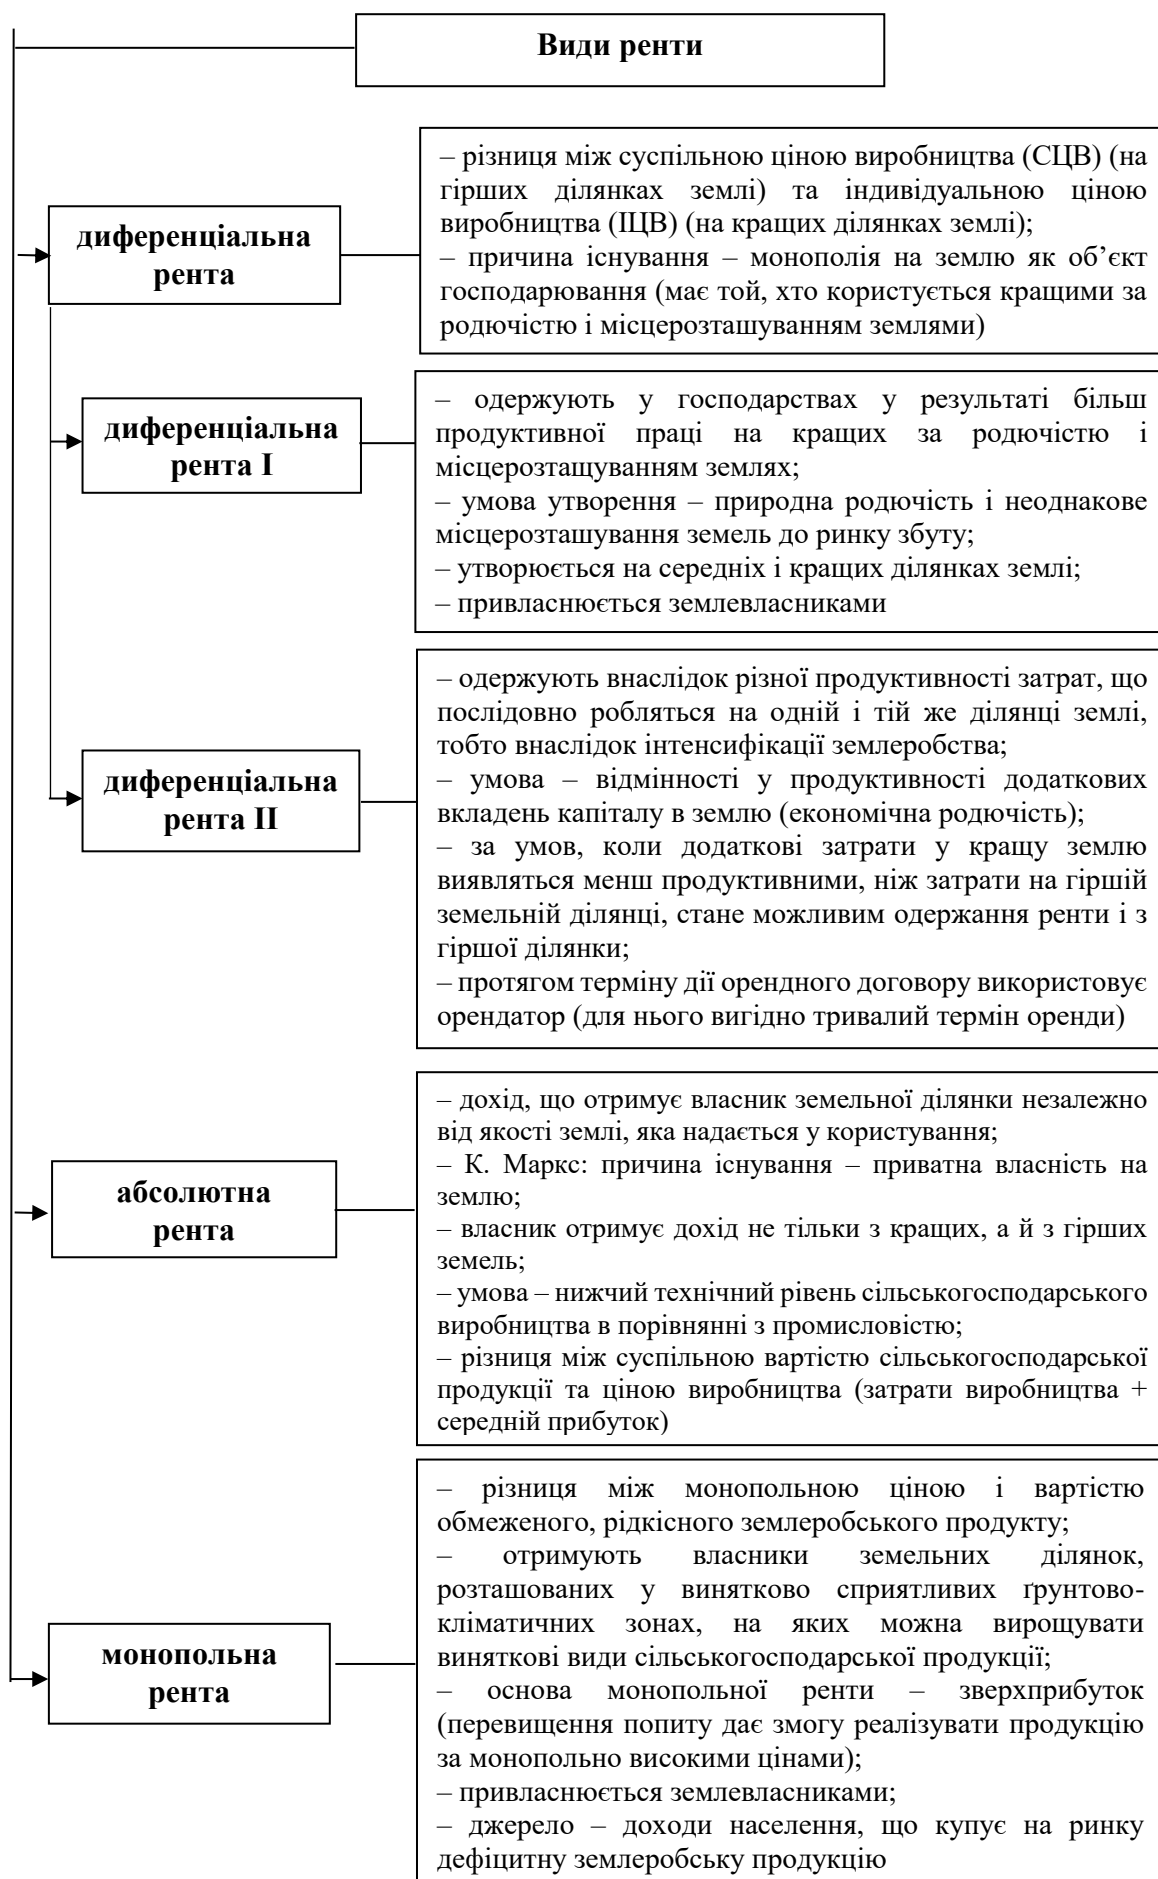 Види ренти
диференціальна
рента
– різниця між суспільною ціною виробництва (СЦВ) (на
гірших ділянках землі) та індивідуальною ціною
виробництва (ІЦВ) (на кращих ділянках землі);
– причина існування – монополія на землю як об’єкт
господарювання (має той, хто користується кращими за
родючістю і місцерозташуванням землями)
диференціальна
рента І
– одержують у господарствах у результаті більш
продуктивної праці на кращих за родючістю і
місцерозтащуванням землях;
– умова утворення – природна родючість і неоднакове
місцерозташування земель до ринку збуту;
– утворюється на середніх і кращих ділянках землі;
– привласнюється землевласниками
диференціальна
рента ІІ
– одержують внаслідок різної продуктивності затрат, що
послідовно робляться на одній і тій же ділянці землі,
тобто внаслідок інтенсифікації землеробства;
– умова – відмінності у продуктивності додаткових
вкладень капіталу в землю (економічна родючість);
– за умов, коли додаткові затрати у кращу землю
виявляться менш продуктивними, ніж затрати на гіршій
земельній ділянці, стане можливим одержання ренти і з
гіршої ділянки;
– протягом терміну дії орендного договору використовує
орендатор (для нього вигідно тривалий термін оренди)
абсолютна
рента
– дохід, що отримує власник земельної ділянки незалежно
від якості землі, яка надається у користування;
– К. Маркс: причина існування – приватна власність на
землю;
– власник отримує дохід не тільки з кращих, а й з гірших
земель;
– умова – нижчий технічний рівень сільськогосподарського
виробництва в порівнянні з промисловістю;
– різниця між суспільною вартістю сільськогосподарської
продукції та ціною виробництва (затрати виробництва +
середній прибуток)
монопольна
рента
– різниця між монопольною ціною і вартістю
обмеженого, рідкісного землеробського продукту;
– отримують власники земельних ділянок,
розташованих у винятково сприятливих ґрунтово-
кліматичних зонах, на яких можна вирощувати
виняткові види сільськогосподарської продукції;
– основа монопольної ренти – зверхприбуток
(перевищення попиту дає змогу реалізувати продукцію
за монопольно високими цінами);
– привласнюється землевласниками;
– джерело – доходи населення, що купує на ринку
дефіцитну землеробську продукцію